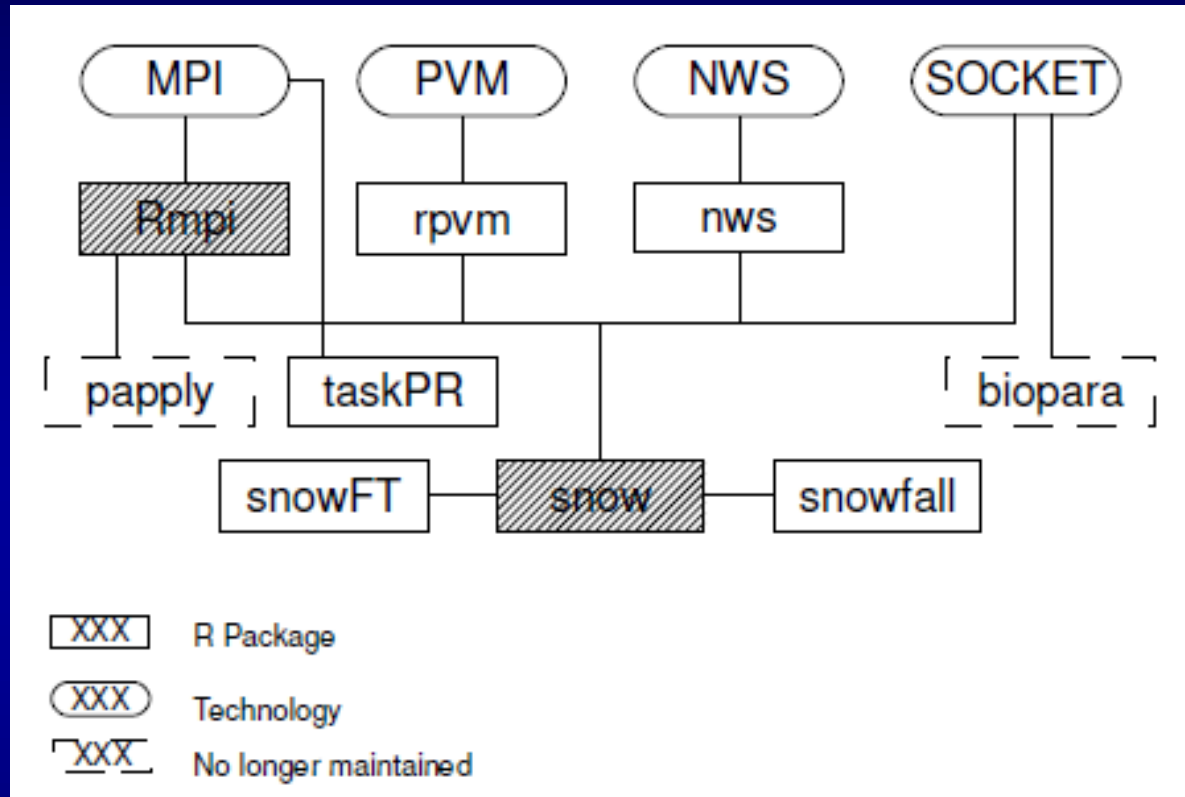 MPI
PVM
NWS
SOCKET
Rmpi
rpvm
nws
papply
taskPR
biopara
snowFT
snow
snowfall
XXX R Package
XXX Technology
XXX No longer maintained